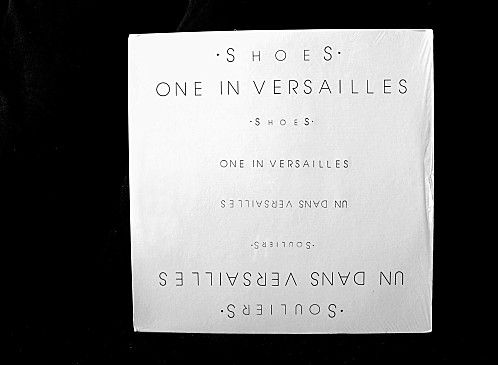 ·SHOES·
ONE IN VERSAILLES
·SHOES·
ONE IN VERSAILLES
UN DANS VERSAILLES
·SOULIERS·
UN DANS VERSAILLES
·SOULIERS·